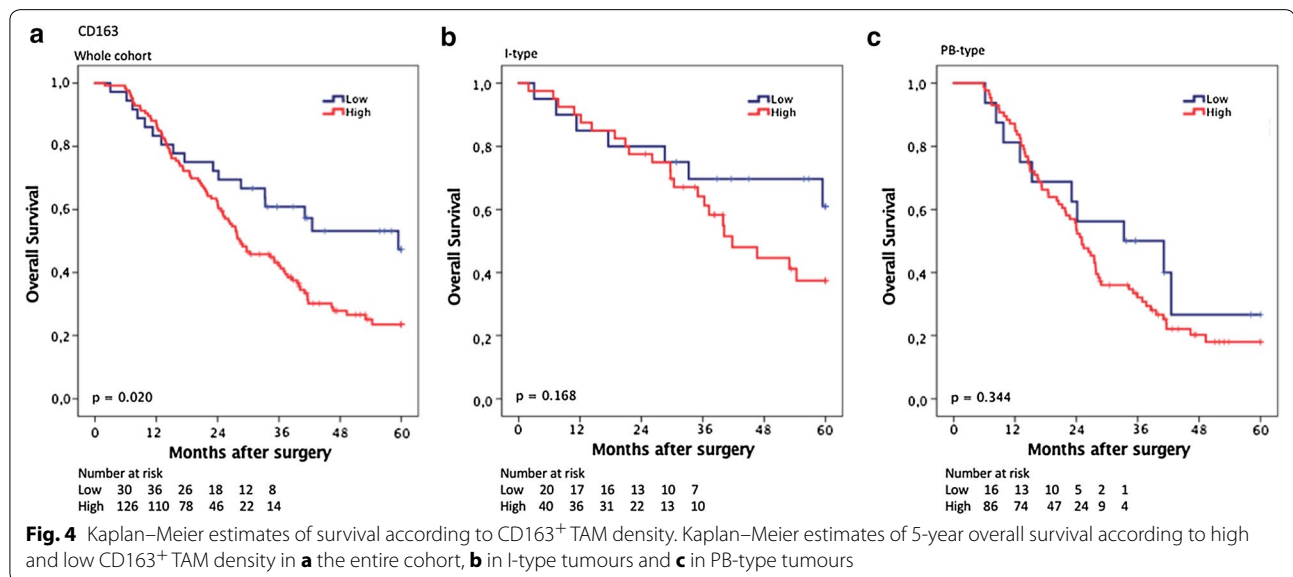 a
CD163
Whole cohort
1,0
0,8
0,6
0,4
0,2
0,0
Overall Survival
Low
High
p = 0.020
0 12 24 36 48 60
Months after surgery
Number at risk
Low 30 36 26 18 12 8
High 126 110 78 46 22 14
b
I-type
1,0
0,8
0,6
0,4
0,2
0,0
Overall Survival
Low
High
p = 0.168
0 12 24 36 48 60
Months after surgery
Number at risk
Low 20 17 16 13 10 7
High 40 36 31 22 13 10
c
PB-type
1,0
0,8
0,6
0,4
0,2
0,0
Overall Survival
Low
High
p = 0.344
0 12 24 36 48 60
Months after surgery
Number at risk
Low 16 13 10 5 2 1
High 86 74 47 24 9 4
Fig. 4 Kaplan–Meier estimates of survival according to CD163+ TAM density. Kaplan–Meier estimates of 5-year overall survival according to high
and low CD163+ TAM density in a the entire cohort, b in I-type tumours and c in PB-type tumours